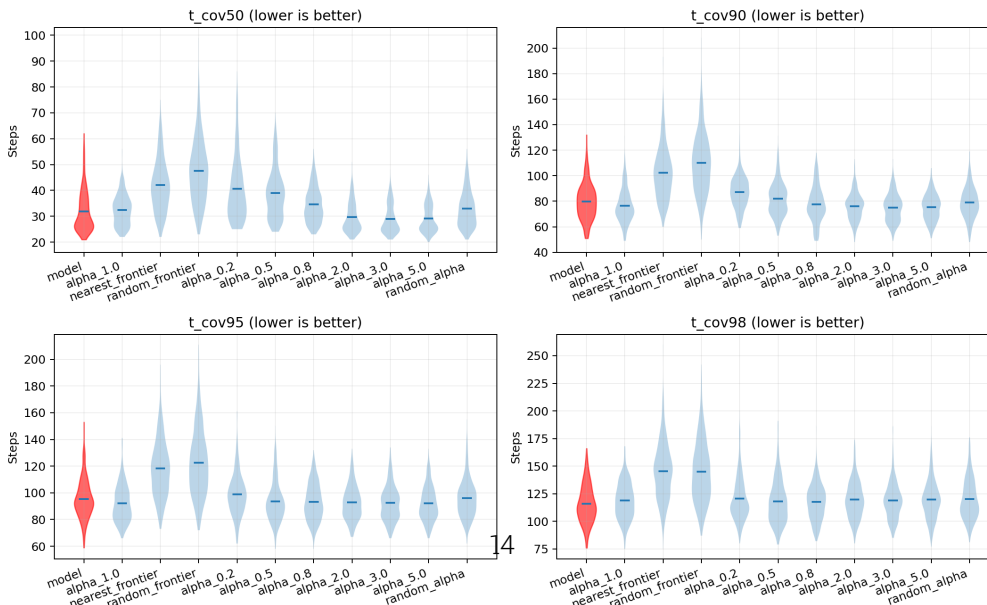 t_cov50 (lower is better)
Steps
100
90
80
70
60
50
40
30
20
model
alpha_1.0
nearest_frontier
random_frontier
alpha_0.2
alpha_0.5
alpha_0.8
alpha_2.0
alpha_3.0
alpha_5.0
random_alpha
t_cov90 (lower is better)
Steps
200
180
160
140
120
100
80
60
40
model
alpha_1.0
nearest_frontier
random_frontier
alpha_0.2
alpha_0.5
alpha_0.8
alpha_2.0
alpha_3.0
alpha_5.0
random_alpha
t_cov95 (lower is better)
Steps
200
180
160
140
120
100
80
60
model
alpha_1.0
nearest_frontier
random_frontier
alpha_0.2
alpha_0.5
alpha_0.8
alpha_2.0
alpha_3.0
alpha_5.0
random_alpha
14
t_cov98 (lower is better)
Steps
250
225
200
175
150
125
100
75
model
alpha_1.0
nearest_frontier
random_frontier
alpha_0.2
alpha_0.5
alpha_0.8
alpha_2.0
alpha_3.0
alpha_5.0
random_alpha